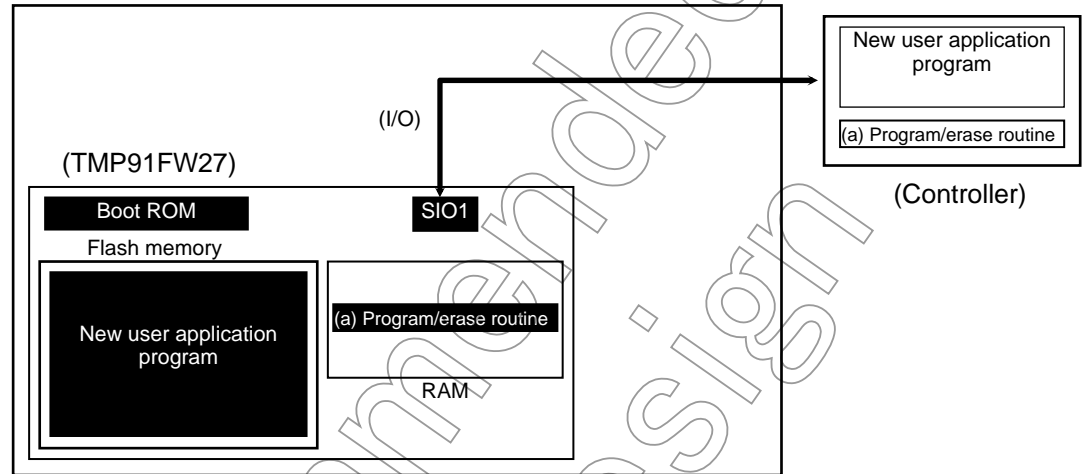 New user application
program
(I/O)
(a) Program/erase routine
(TMP91FW27)
(Controller)
Boot ROM
SIO1
Flash memory
(a) Program/erase routine
New user application
program
RAM